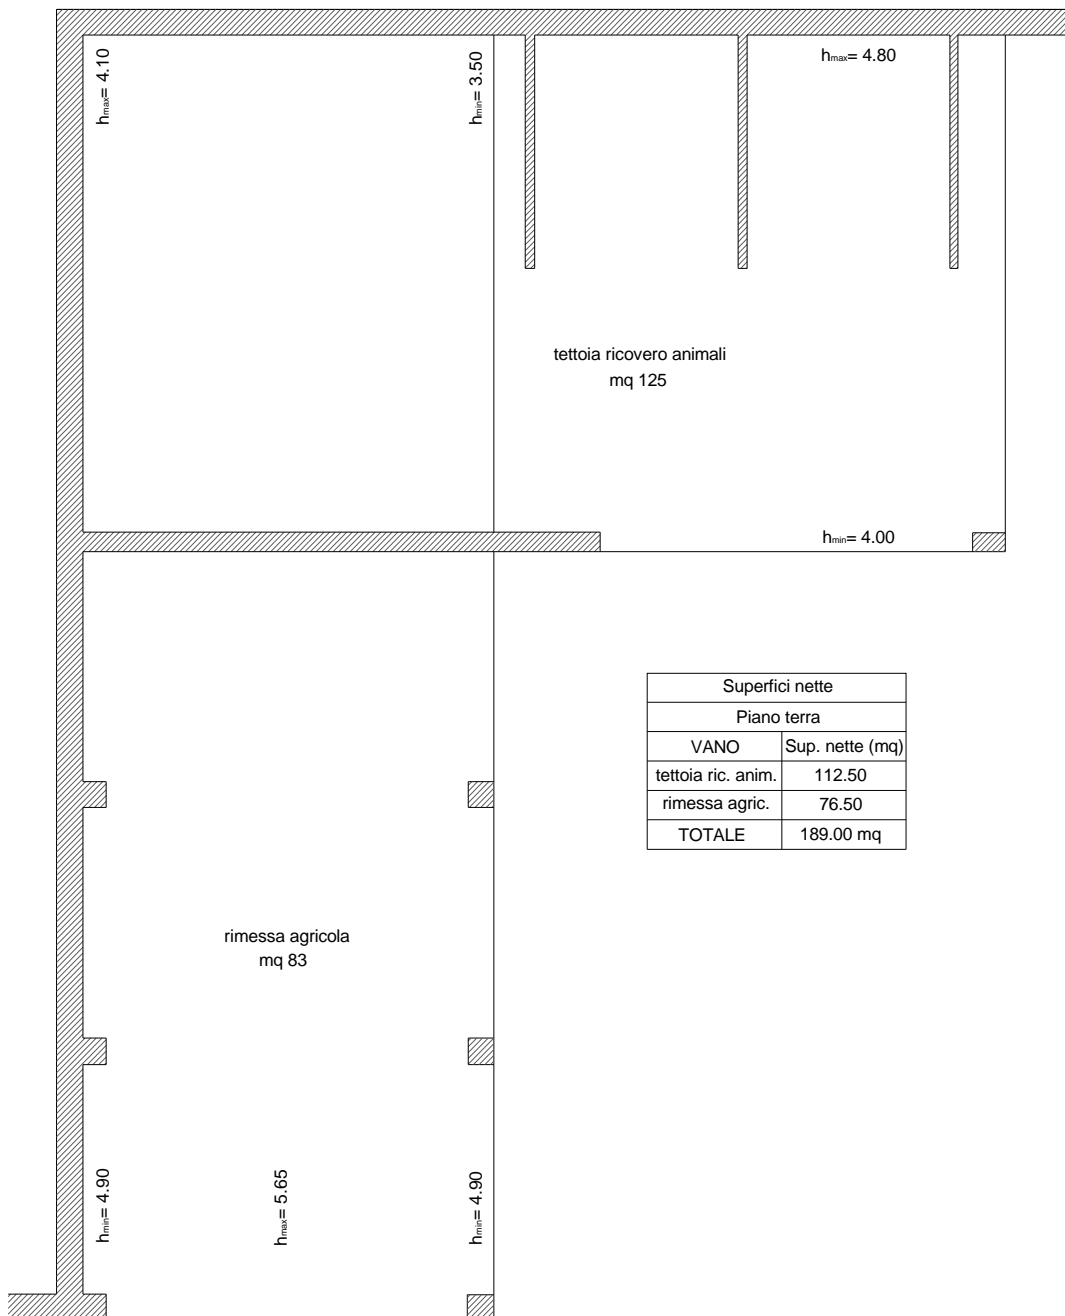 hmax= 4.10
hmin= 3.50
hmax= 4.80
tettoia ricovero animali
mq 125
hmin= 4.00
Superfici nette
Piano terra
VANO Sup. nette (mq)
tettoia ric. anim. 112.50
rimessa agric. 76.50
TOTALE 189.00 mq
rimessa agricola
mq 83
hmin= 4.90
hmax= 5.65
hmin= 4.90